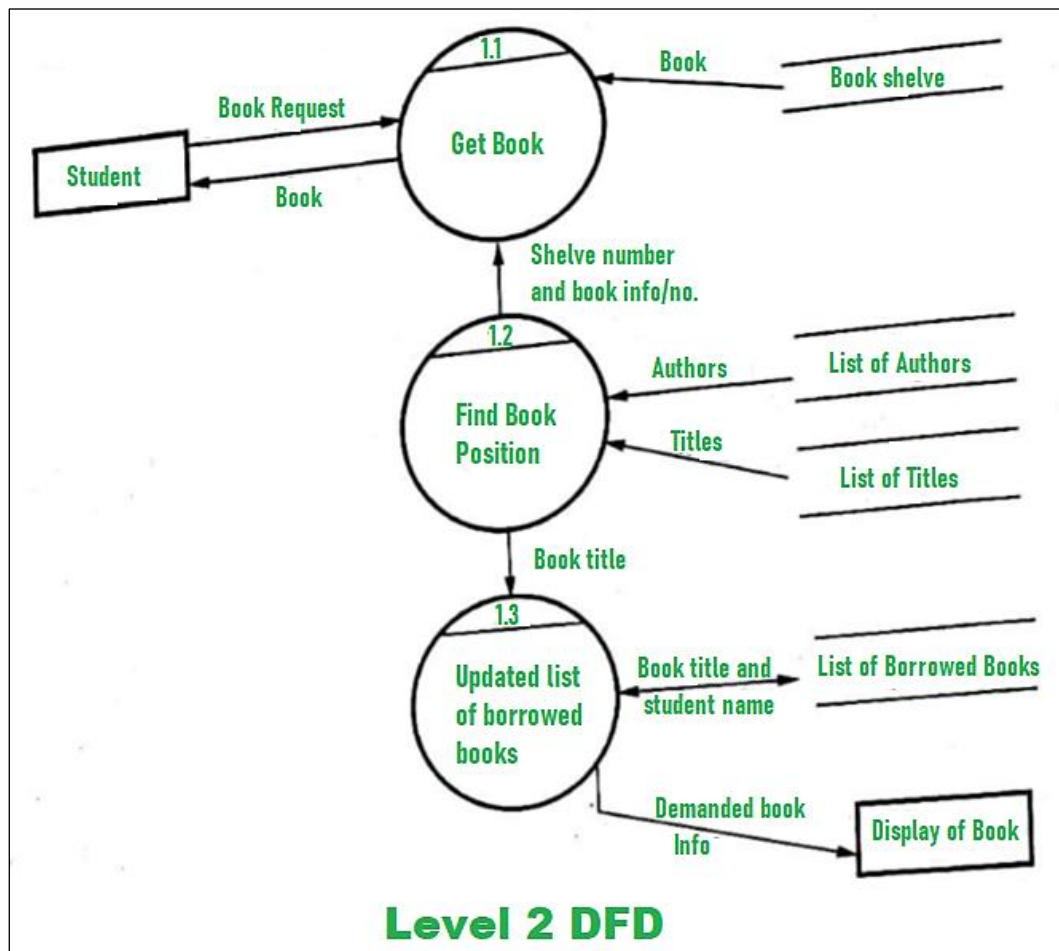 1.1
Book
Book shelve
Book Request
Get Book
Student
Book
Shelve number
and book info/no.
1.2
Authors
List of Authors
Find Book
Position
Titles
List of Titles
Book title
1.3
Updated list
of borrowed
books
Book title and
student name
List of Borrowed Books
Demanded book
Info
Display of Book
Level 2 DFD